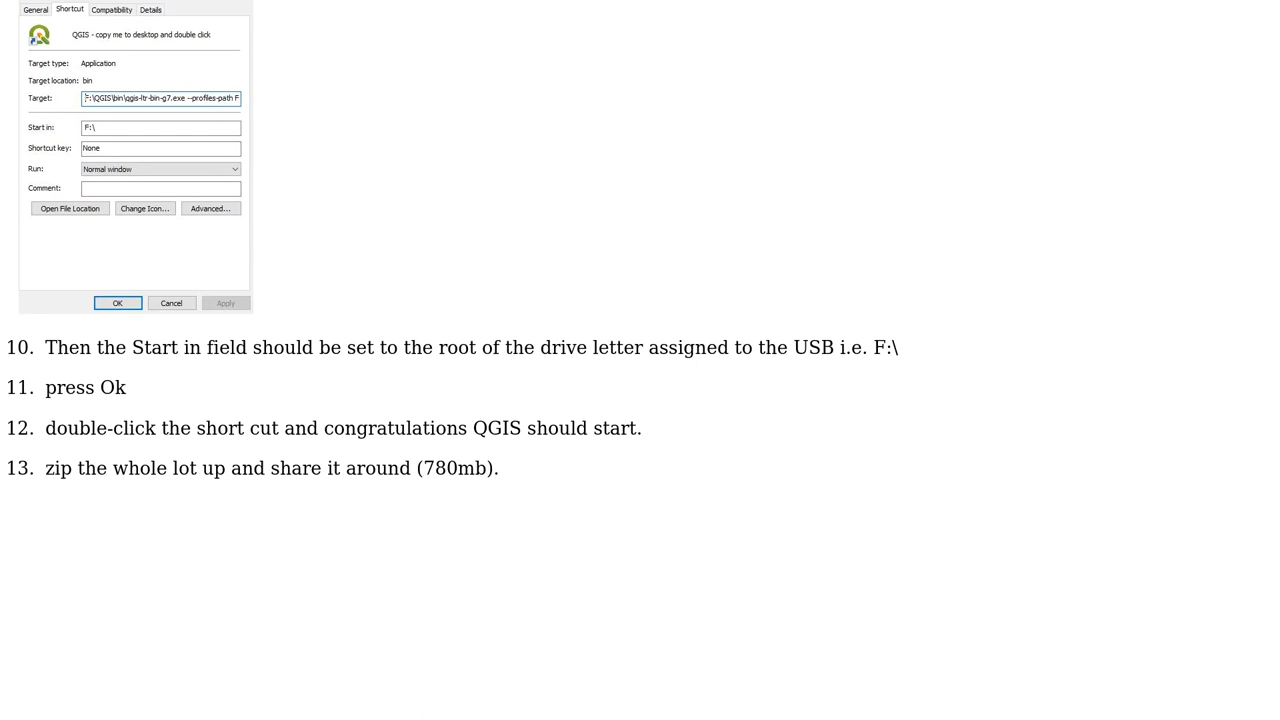 General Shortcut Compatibility Details
QGIS - copy me to desktop and double click
Target type: Application
Target location: bin
Target: F:\QGIS\bin\qgis-ltr-bin-g7.exe --profiles-path F
Start in: F:\
Shortcut key: None
Run: Normal window
Comment:
Open File Location Change Icon... Advanced...
OK Cancel Apply
10. Then the Start in field should be set to the root of the drive letter assigned to the USB i.e. F:\
11. press Ok
12. double-click the short cut and congratulations QGIS should start.
13. zip the whole lot up and share it around (780mb).